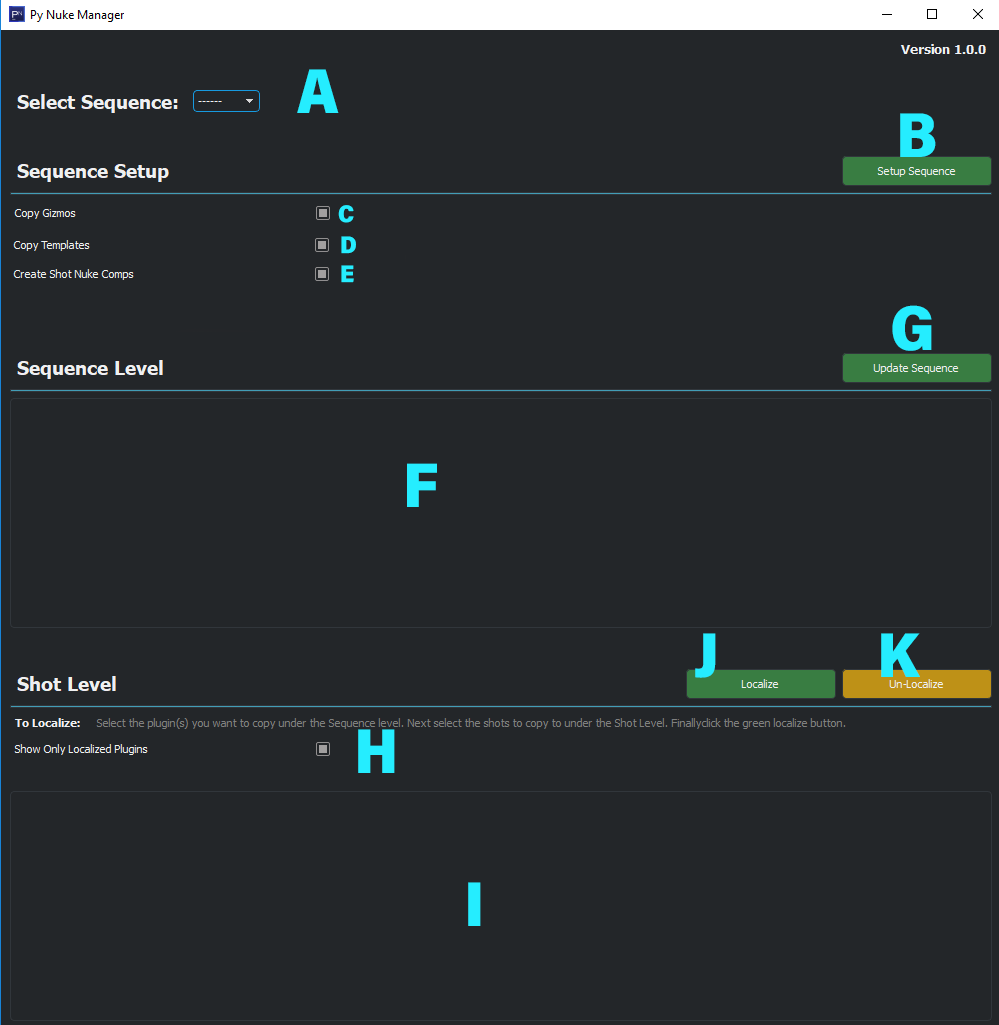 PN Py Nuke Manager
Version 1.0.0
Select Sequence: ------ A
B
Sequence Setup Setup Sequence
Copy Gizmos C
Copy Templates D
Create Shot Nuke Comps E
G
Sequence Level Update Sequence
F
J K
Shot Level Localize Un-Localize
To Localize: Select the plugin(s) you want to copy under the Sequence level. Next select the shots to copy to under the Shot Level. Finallyclick the green localize button.
Show Only Localized Plugins H
I